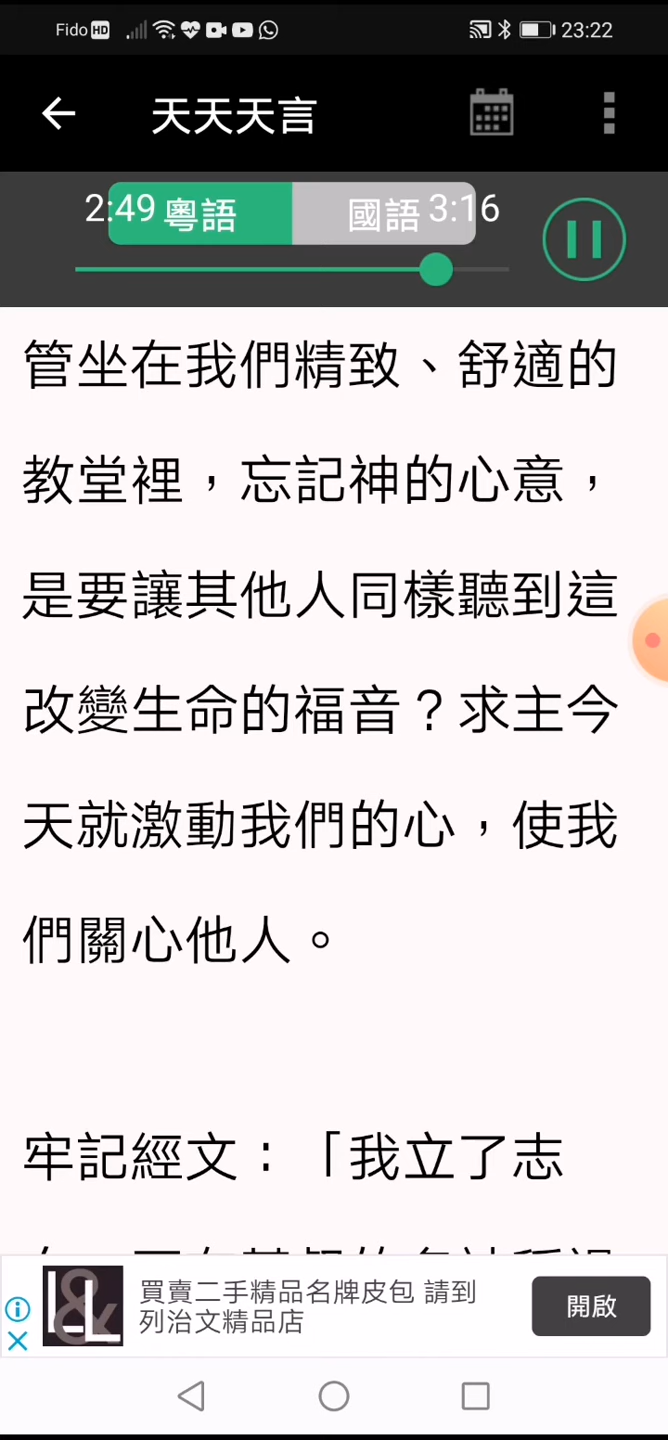 Fido HD 23:22
天天天言
2:49 粵語 國語 3:16
管坐在我們精致、舒適的
教堂裡，忘記神的心意，
是要讓其他人同樣聽到這
改變生命的福音？求主今
天就激動我們的心，使我
們關心他人。
牢記經文：「我立了志
買賣二手精品名牌皮包 請到
列治文精品店
開啟